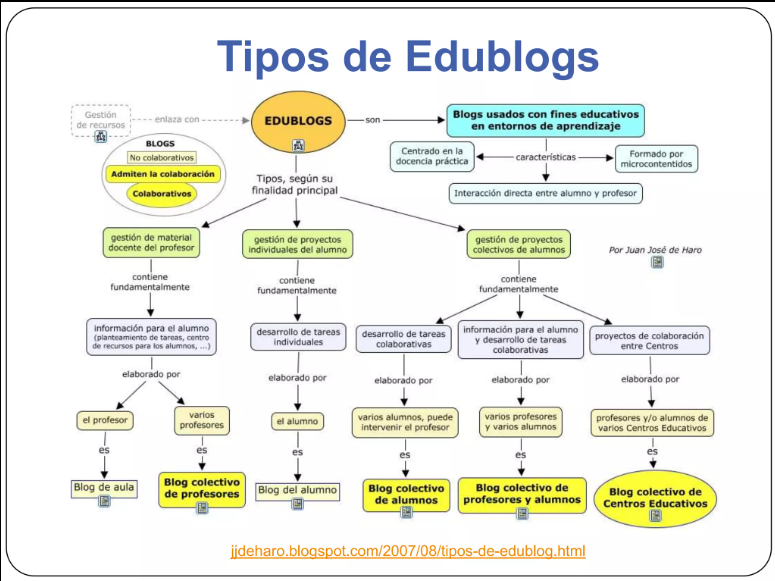 Tipos de Edublogs
Gestión
de recursos
enlaza con
EDUBLOGS
son
Blogs usados con fines educativos
en entornos de aprendizaje
BLOGS
No colaborativos
Admiten la colaboración
Colaborativos
Centrado en la
docencia práctica
características
Formado por
microcontenidos
Interacción directa entre alumno y profesor
Tipos, según su
finalidad principal
gestión de material
docente del profesor
gestión de proyectos
individuales del alumno
gestión de proyectos
colectivos de alumnos
Por Juan José de Haro
contiene
fundamentalmente
contiene
fundamentalmente
contiene
fundamentalmente
información para el alumno
(planteamiento de tareas, centro
de recursos para los alumnos, ...)
desarrollo de tareas
individuales
desarrollo de tareas
colaborativas
información para el alumno
y desarrollo de tareas
colaborativas
proyectos de colaboración
entre Centros
elaborado por
elaborado por
elaborado por
elaborado por
elaborado por
el profesor
varios
profesores
el alumno
varios alumnos, puede
intervenir el profesor
varios profesores
y varios alumnos
profesores y/o alumnos de
varios Centros Educativos
es
es
es
es
es
es
Blog de aula
Blog colectivo
de profesores
Blog del alumno
Blog colectivo
de alumnos
Blog colectivo de
profesores y alumnos
Blog colectivo de
Centros Educativos
jjdeharo.blogspot.com/2007/08/tipos-de-edublog.html